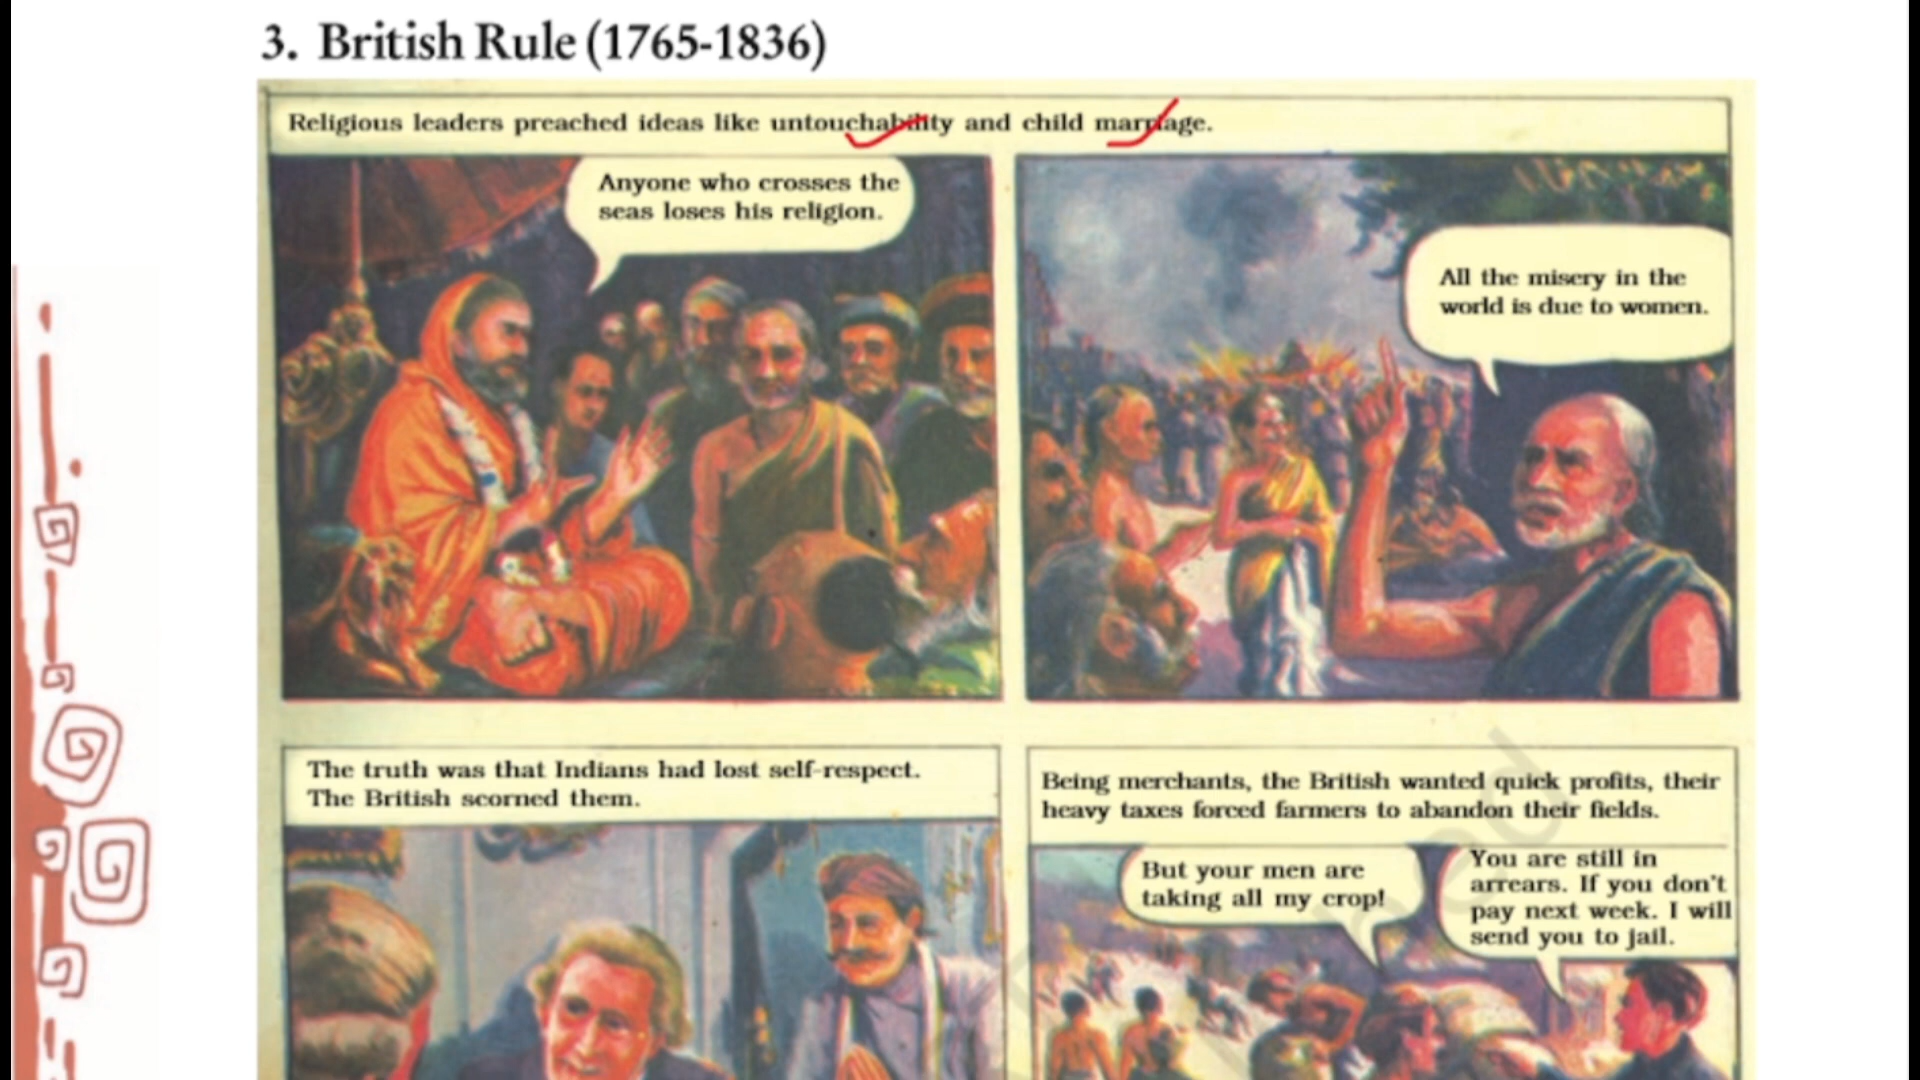 3. British Rule (1765-1836)
Religious leaders preached ideas like untouchability and child marriage.
Anyone who crosses the
seas loses his religion.
All the misery in the
world is due to women.
The truth was that Indians had lost self-respect.
The British scorned them.
Being merchants, the British wanted quick profits, their
heavy taxes forced farmers to abandon their fields.
But your men are
taking all my crop!
You are still in
arrears. If you don't
pay next week. I will
send you to jail.